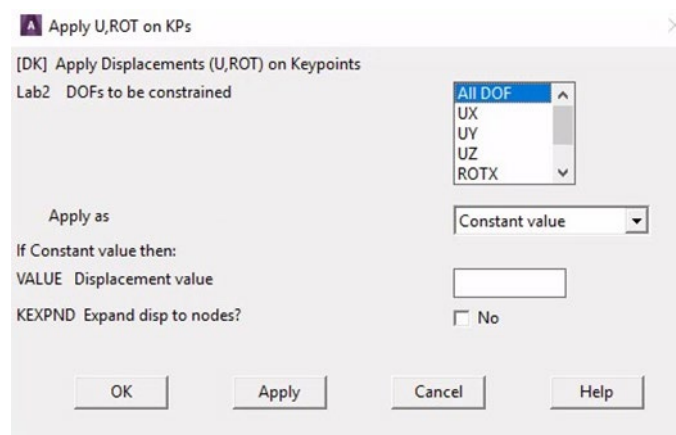 Apply U,ROT on KPs
[DK] Apply Displacements (U,ROT) on Keypoints
Lab2 DOFs to be constrained
All DOF
UX
UY
UZ
ROTX
Apply as
Constant value
If Constant value then:
VALUE Displacement value
KEXPND Expand disp to nodes?
No
OK Apply Cancel Help